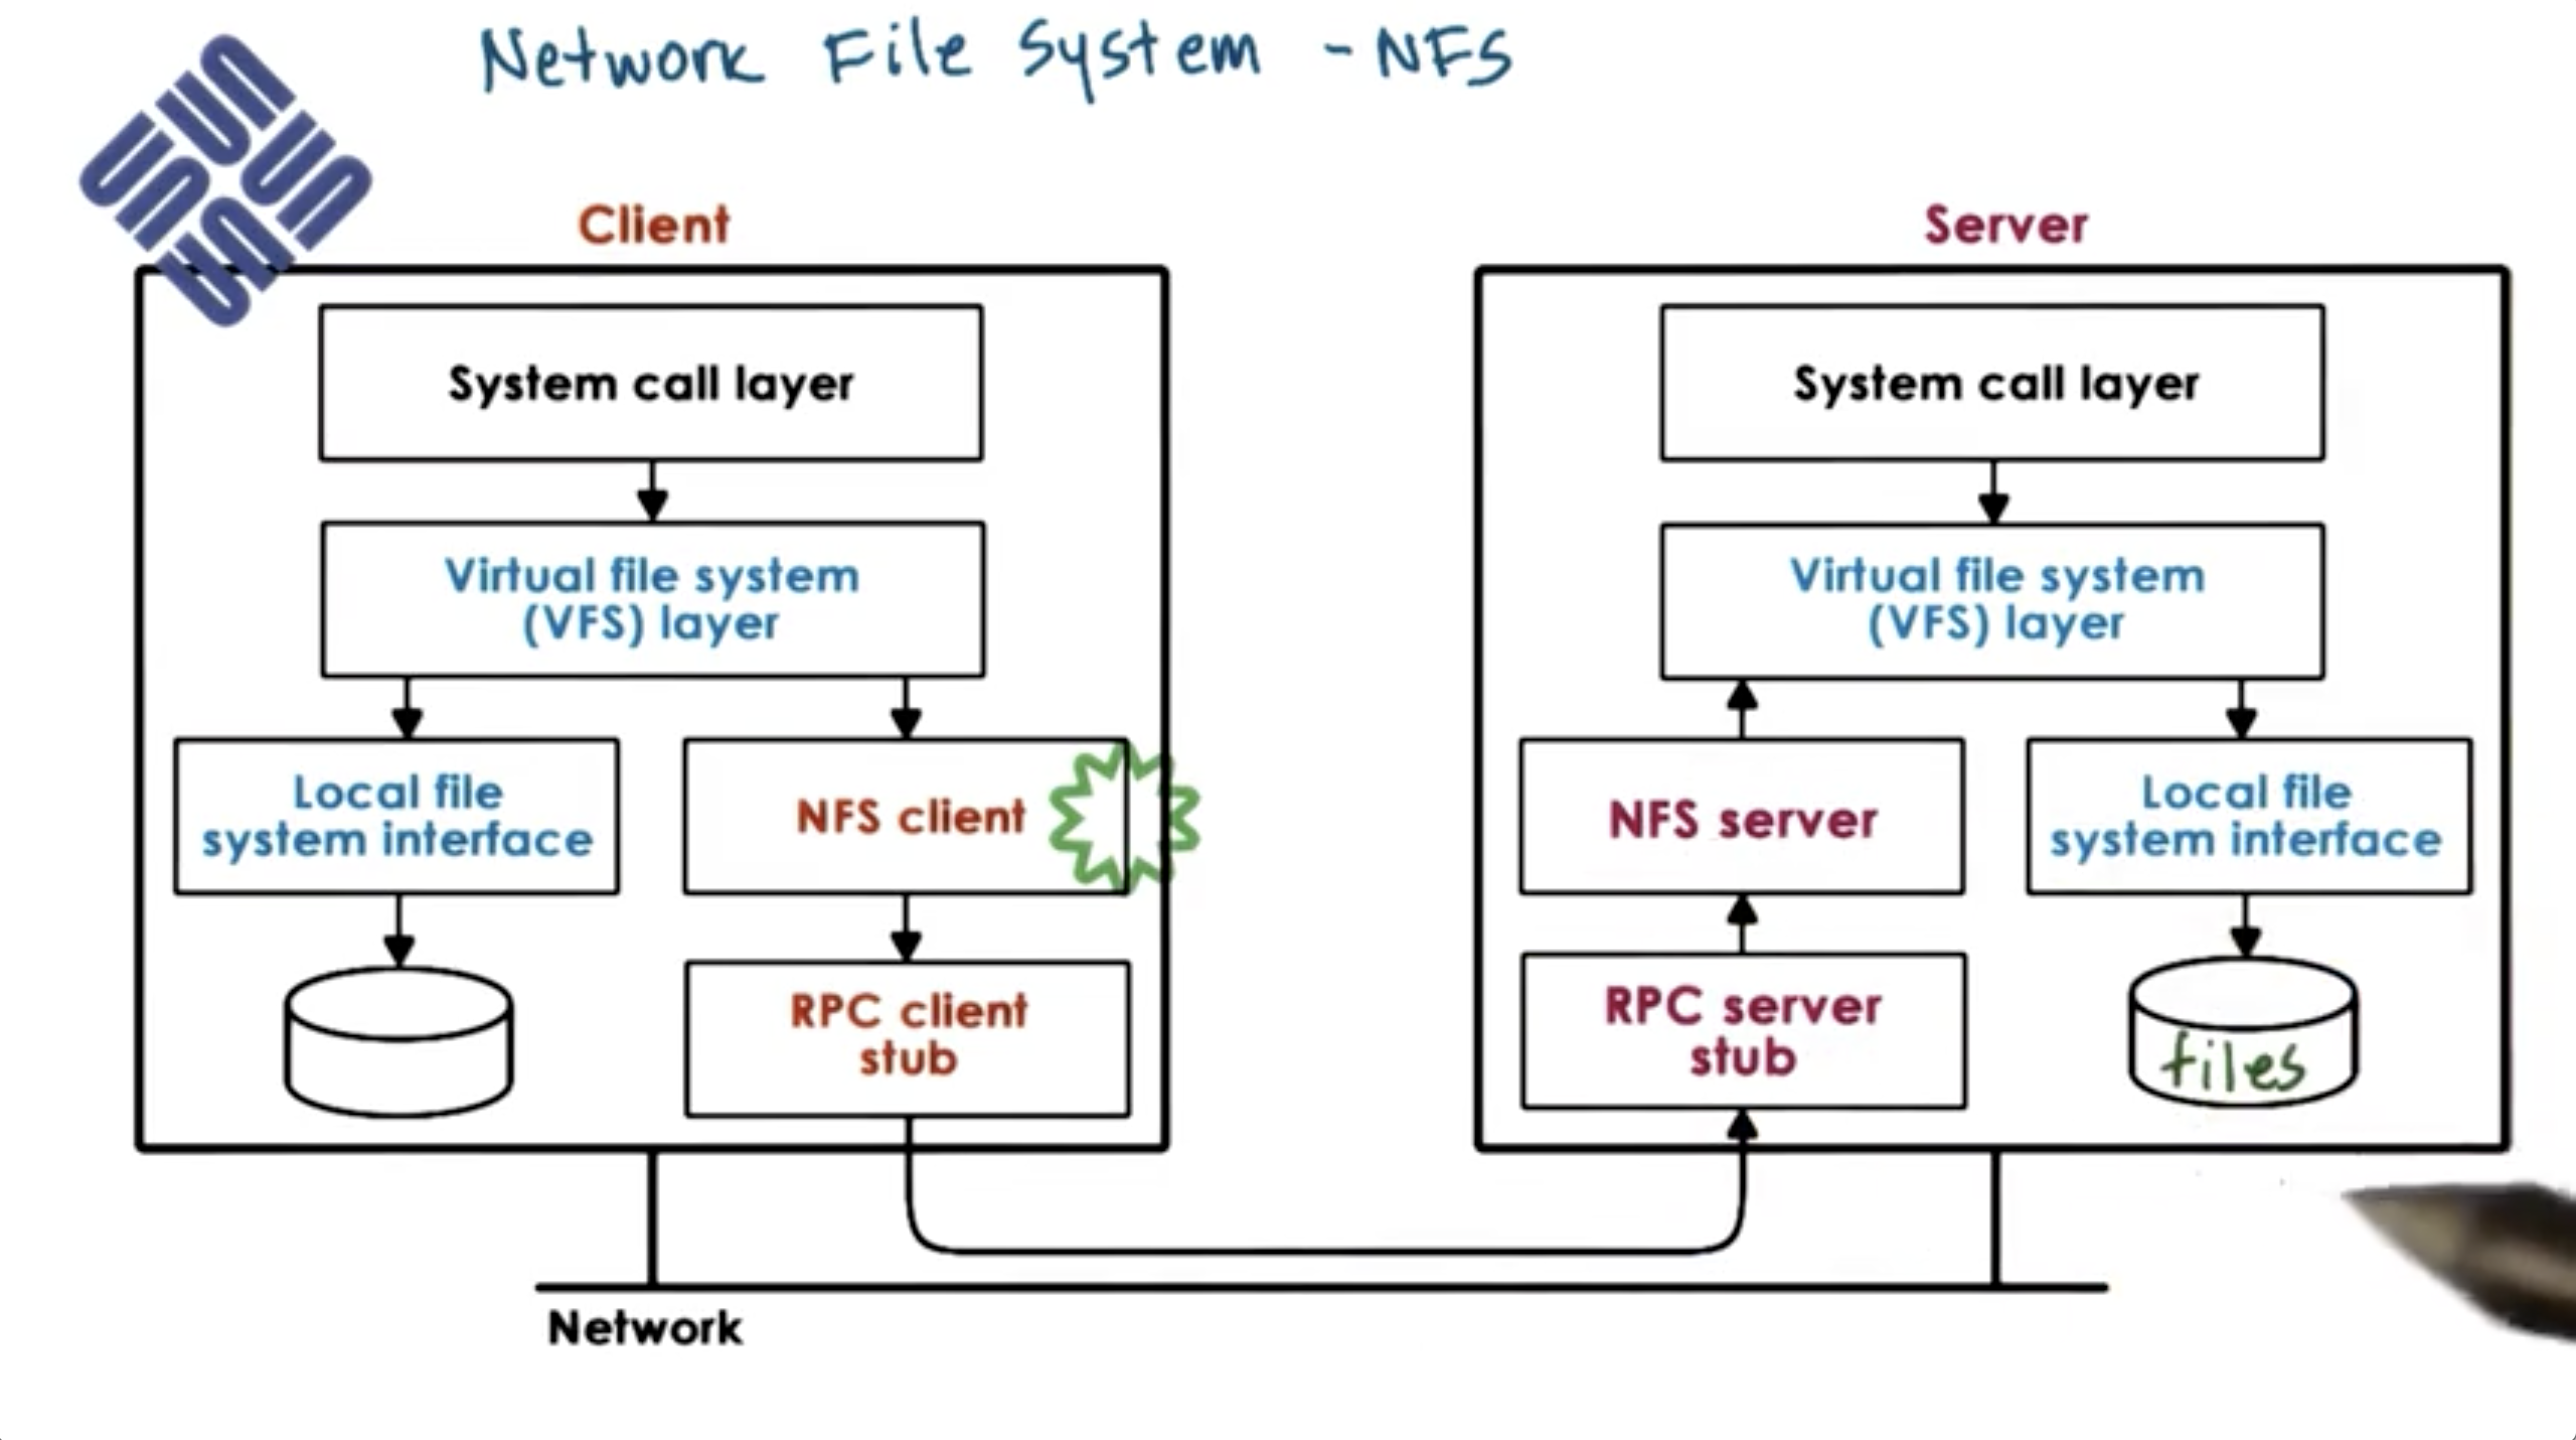 Network File System - NFS
Client
System call layer
Virtual file system
(VFS) layer
Local file
system interface
NFS client
RPC client
stub
Server
System call layer
Virtual file system
(VFS) layer
NFS server
Local file
system interface
RPC server
stub
files
Network